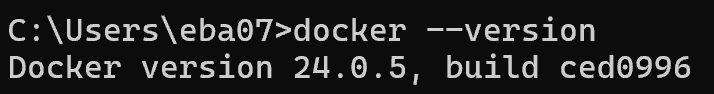 C:\Users\eba07>docker --version
Docker version 24.0.5, build ced0996